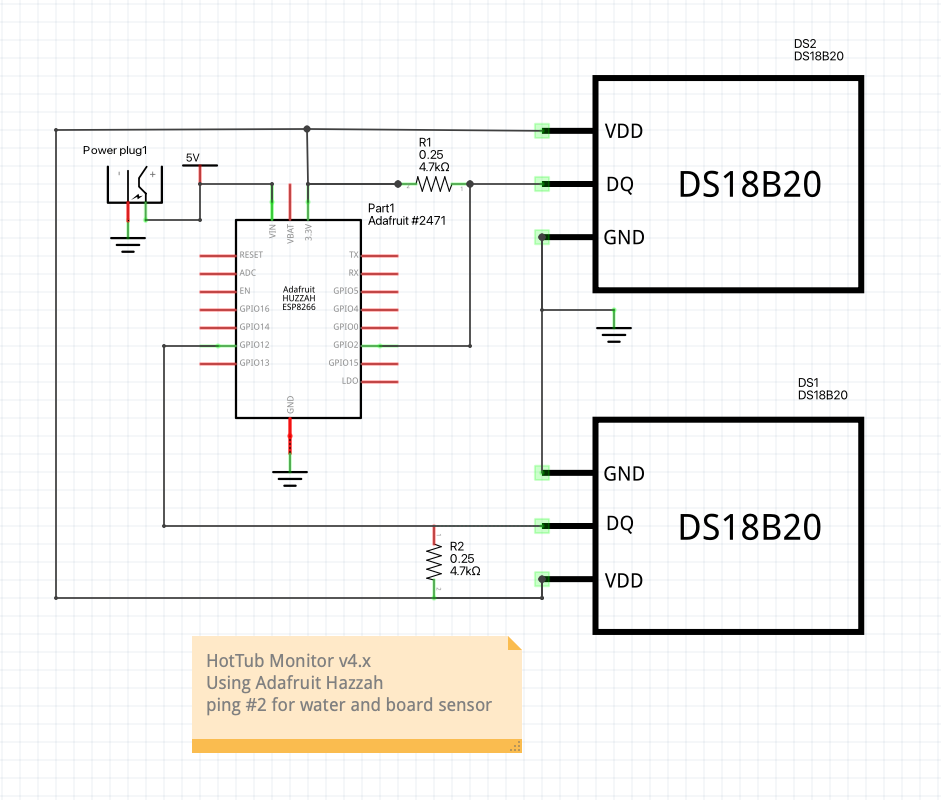 DS2
DS18B20
VDD
DQ
GND
DS18B20
Power plug1
5V
R1
0.25
4.7kΩ
Part1
Adafruit #2471
VIN
VBAT
3.3V
RESET
ADC
EN
GPIO16
GPIO14
GPIO12
GPIO13
Adafruit
HUZZAH
ESP8266
TX
RX
GPIO5
GPIO4
GPIO0
GPIO2
GPIO15
LDO
GND
DS1
DS18B20
GND
DQ
VDD
DS18B20
R2
0.25
4.7kΩ
HotTub Monitor v4.x
Using Adafruit Hazzah
ping #2 for water and board sensor